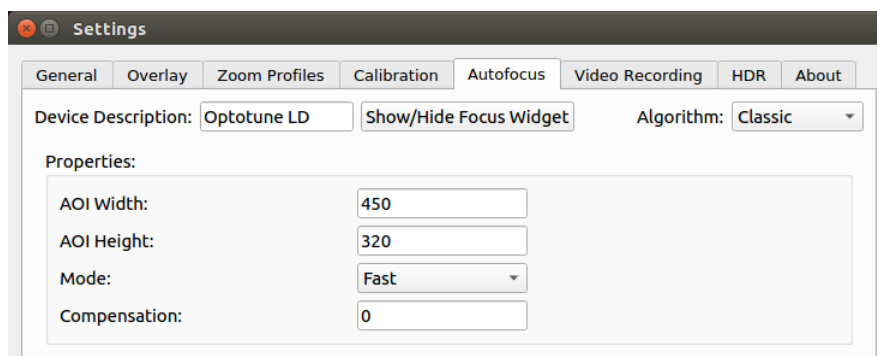 Settings
General Overlay Zoom Profiles Calibration Autofocus Video Recording HDR About
Device Description: Optotune LD Show/Hide Focus Widget Algorithm: Classic
Properties:
AOI Width: 450
AOI Height: 320
Mode: Fast
Compensation: 0